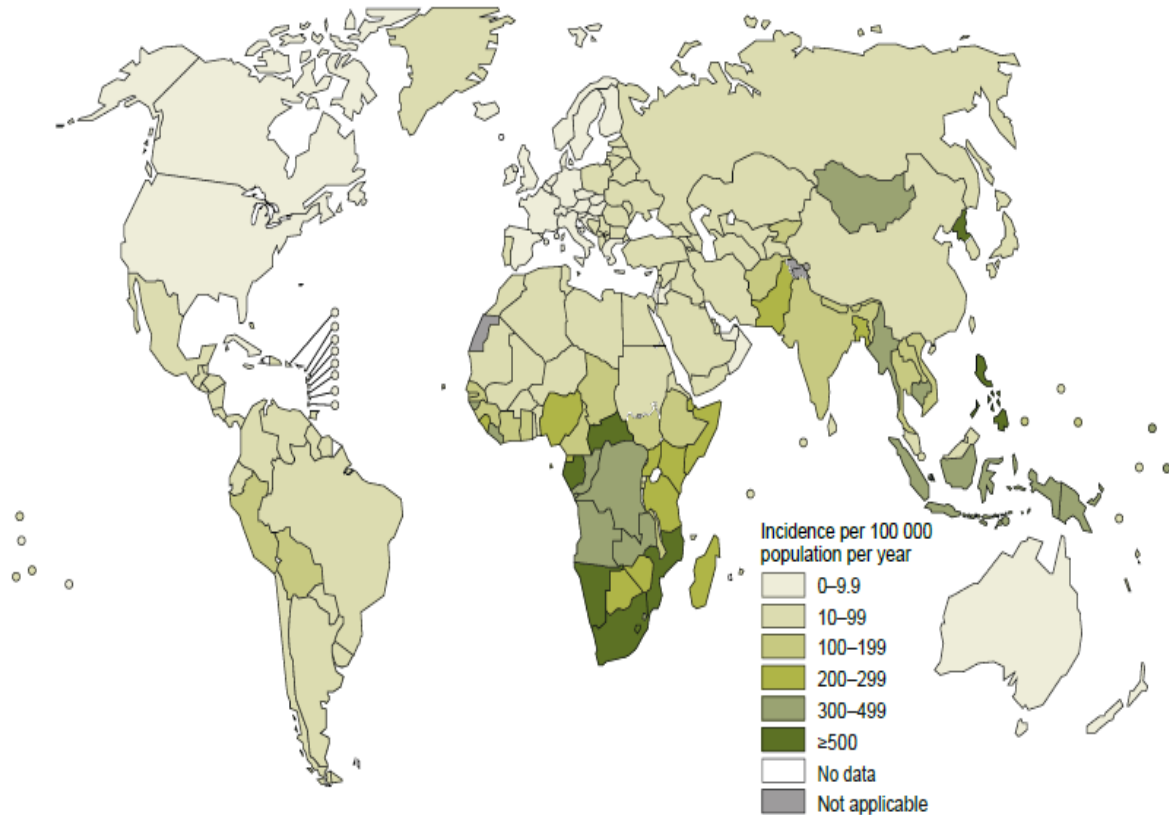 Incidence per 100 000
population per year
0–9.9
10–99
100–199
200–299
300–499
≥500
No data
Not applicable